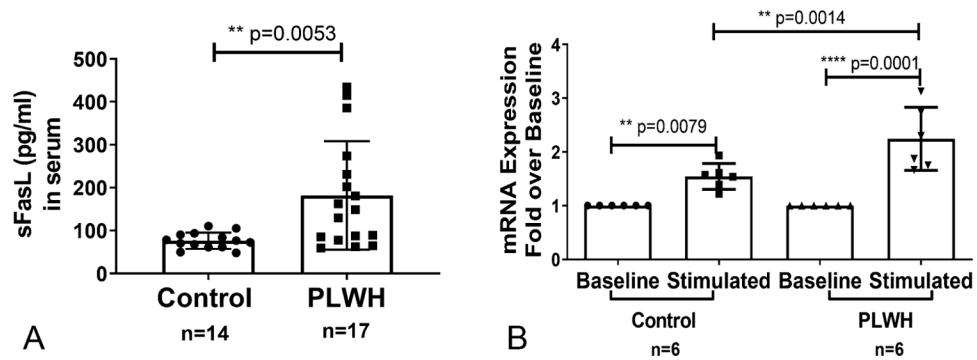 ** p=0.0053
sFasL (pg/ml)
in serum
500
400
300
200
100
0
Control
PLWH
n=14
n=17
A
** p=0.0014
**** p=0.0001
** p=0.0079
mRNA Expression
Fold over Baseline
4
3
2
1
0
Baseline Stimulated Baseline Stimulated
Control
PLWH
n=6
n=6
B